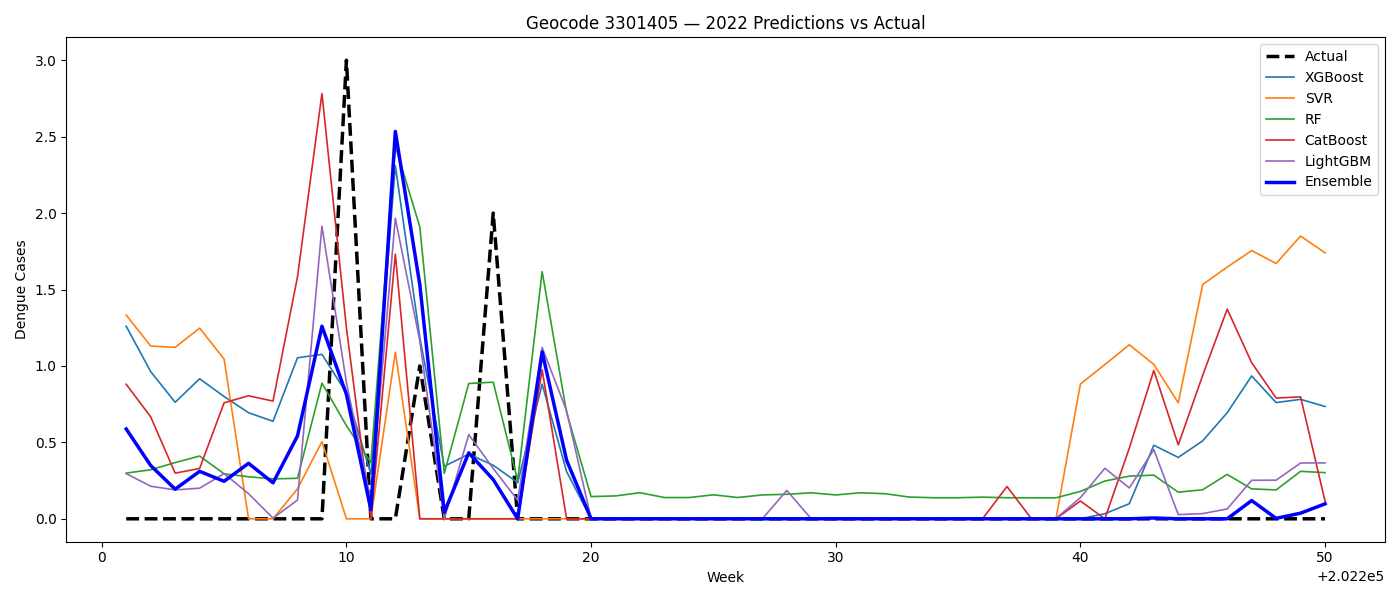 Geocode 3301405 — 2022 Predictions vs Actual
Dengue Cases
3.0
2.5
2.0
1.5
1.0
0.5
0.0
Actual
XGBoost
SVR
RF
CatBoost
LightGBM
Ensemble
0 10 20 30 40 50
Week
+2.022e5